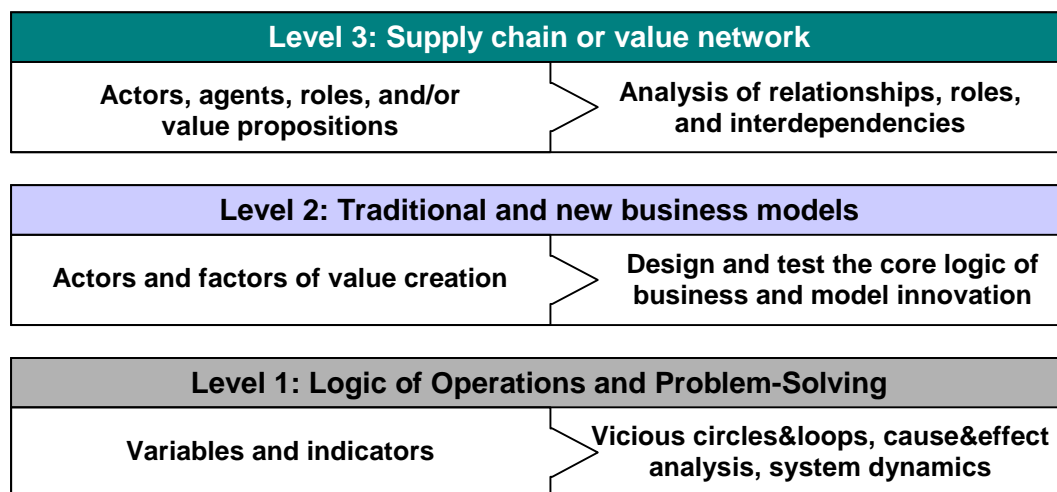 Level 3: Supply chain or value network
Actors, agents, roles, and/or
value propositions
Analysis of relationships, roles,
and interdependencies
Level 2: Traditional and new business models
Actors and factors of value creation
Design and test the core logic of
business and model innovation
Level 1: Logic of Operations and Problem-Solving
Variables and indicators
Vicious circles&loops, cause&effect
analysis, system dynamics